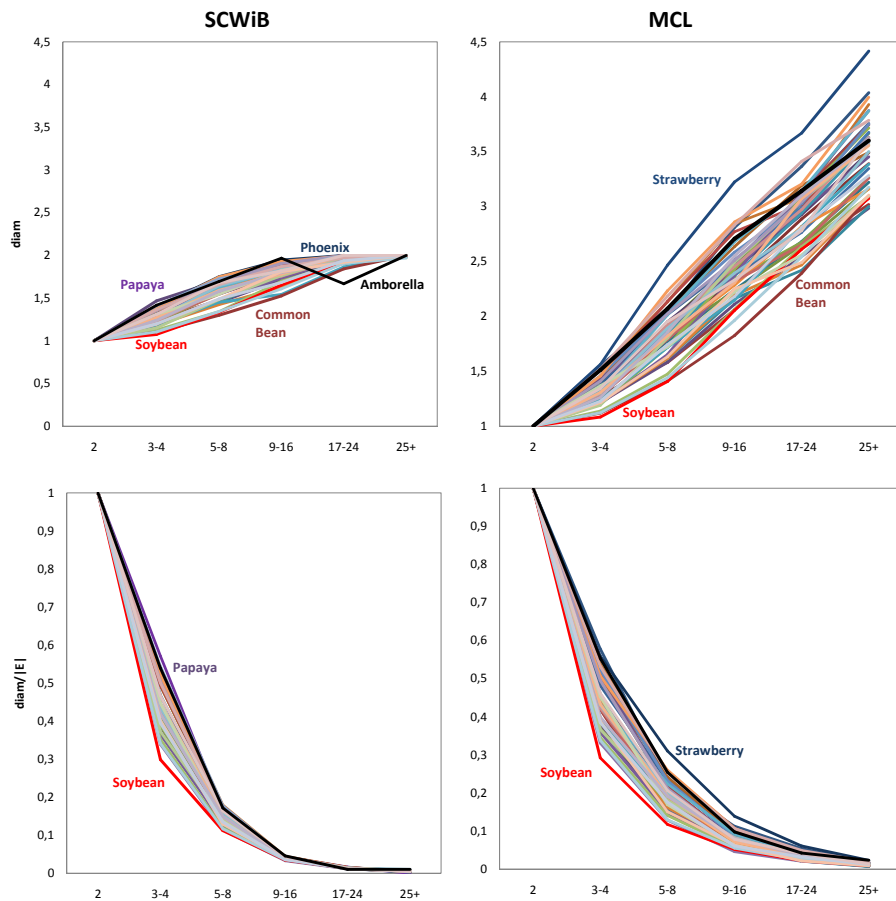 SCWiB
MCL
4,5
4
3,5
3
2,5
2
1,5
1
0,5
0
diam
Phoenix
Papaya
Amborella
Common
Bean
Soybean
2 3-4 5-8 9-16 17-24 25+
4,5
4
3,5
3
2,5
2
1,5
1
Strawberry
Common
Bean
Soybean
2 3-4 5-8 9-16 17-24 25+
1
0,9
0,8
0,7
0,6
0,5
0,4
0,3
0,2
0,1
0
diam/|E|
Papaya
Soybean
2 3-4 5-8 9-16 17-24 25+
1
0,9
0,8
0,7
0,6
0,5
0,4
0,3
0,2
0,1
0
Strawberry
Soybean
2 3-4 5-8 9-16 17-24 25+